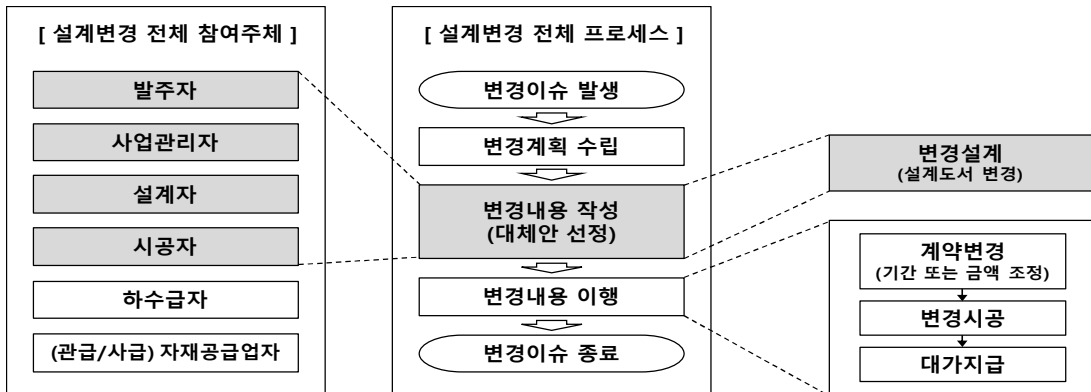 [ 설계변경 전체 참여주체 ]
발주자
사업관리자
설계자
시공자
하수급자
(관급/사급) 자재공급업자
[ 설계변경 전체 프로세스 ]
변경이슈 발생
변경계획 수립
변경내용 작성
(대체안 선정)
변경내용 이행
변경이슈 종료
변경설계
(설계도서 변경)
계약변경
(기간 또는 금액 조정)
변경시공
대가지급